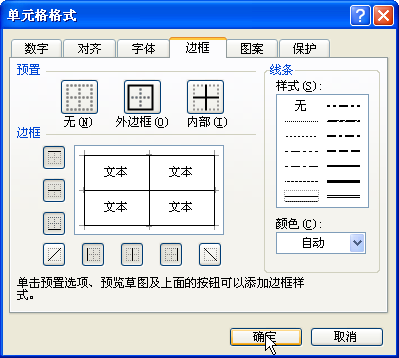 单元格格式
数字 对齐 字体 边框 图案 保护
预置
无(N) 外边框(O) 内部(I)
边框
文本 文本
文本 文本
线条
样式(S):
无
颜色(C):
自动
单击预置选项、预览草图及上面的按钮可以添加边框样
式。
确定 取消